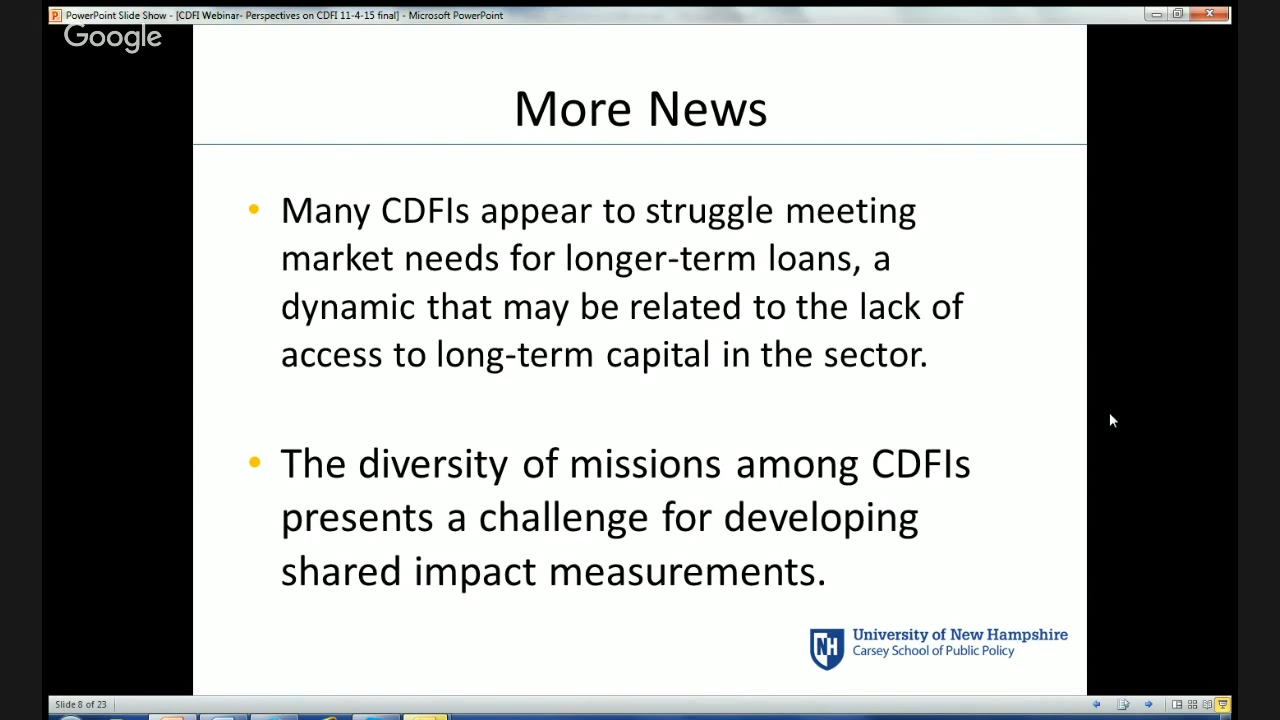 PowerPoint Slide Show - [CDFI Webinar- Perspectives on CDFI 11-4-15 final] - Microsoft PowerPoint
Google
More News
• Many CDFIs appear to struggle meeting
market needs for longer-term loans, a
dynamic that may be related to the lack of
access to long-term capital in the sector.
• The diversity of missions among CDFIs
presents a challenge for developing
shared impact measurements.
NH
University of New Hampshire
Carsey School of Public Policy
Slide 8 of 23